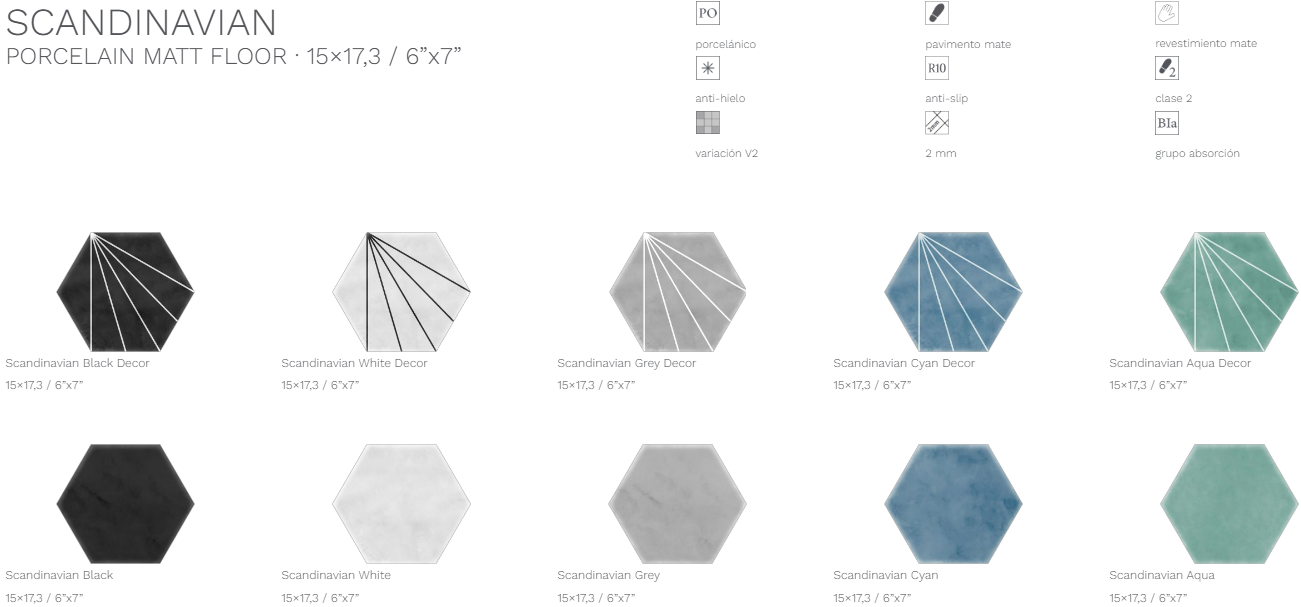 SCANDINAVIAN
PORCELAIN MATT FLOOR · 15×17,3 / 6”x7”
PO
porcelánico
pavimento mate
revestimiento mate
anti-hielo
R10
anti-slip
2
clase 2
variación V2
2mm
2 mm
BIa
grupo absorción
Scandinavian Black Decor
15×17,3 / 6”x7”
Scandinavian White Decor
15×17,3 / 6”x7”
Scandinavian Grey Decor
15×17,3 / 6”x7”
Scandinavian Cyan Decor
15×17,3 / 6”x7”
Scandinavian Aqua Decor
15×17,3 / 6”x7”
Scandinavian Black
15×17,3 / 6”x7”
Scandinavian White
15×17,3 / 6”x7”
Scandinavian Grey
15×17,3 / 6”x7”
Scandinavian Cyan
15×17,3 / 6”x7”
Scandinavian Aqua
15×17,3 / 6”x7”